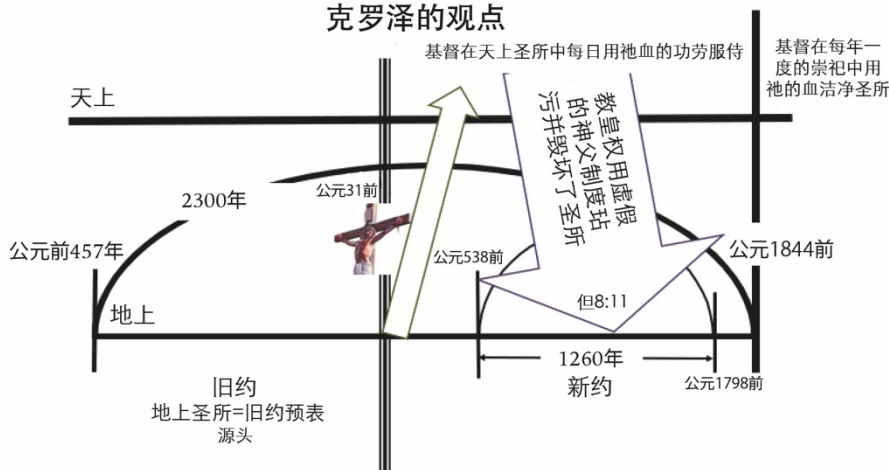 克罗泽的观点
基督在天上圣所中每日用祂血的功劳服侍
基督在每年一
度的崇祀中用
祂的血洁净圣所
天上
教皇权用虚假
的神父制度玷
污并毁坏了圣所
2300年
公元31前
公元前457年
公元538前
公元1844前
地上
但8:11
1260年
旧约
新约
公元1798前
地上圣所=旧约预表
源头